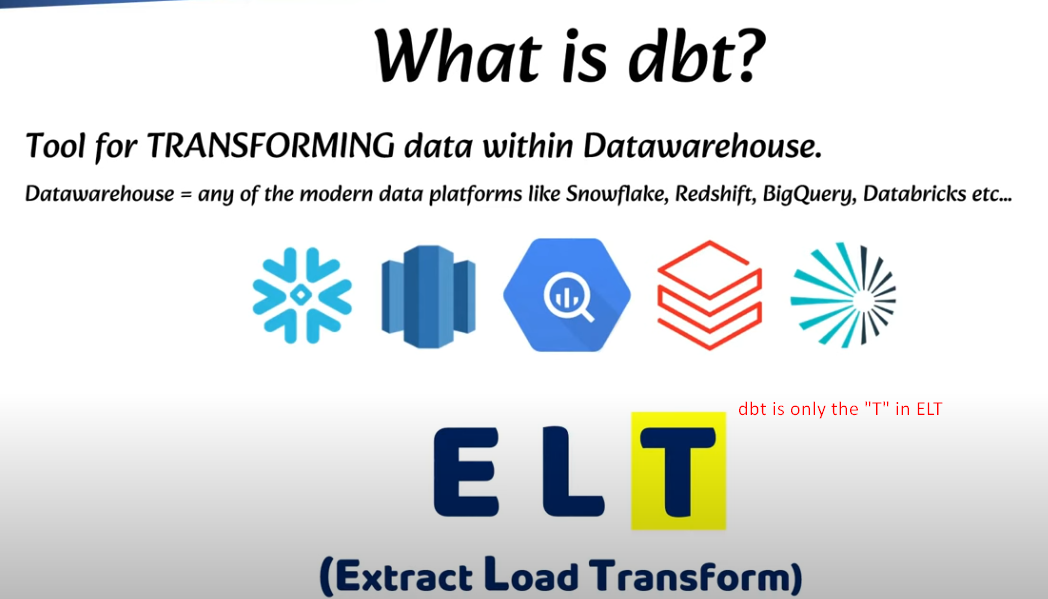 What is dbt?
Tool for TRANSFORMING data within Datawarehouse.
Datawarehouse = any of the modern data platforms like Snowflake, Redshift, BigQuery, Databricks etc...
dbt is only the "T" in ELT
E L T
(Extract Load Transform)